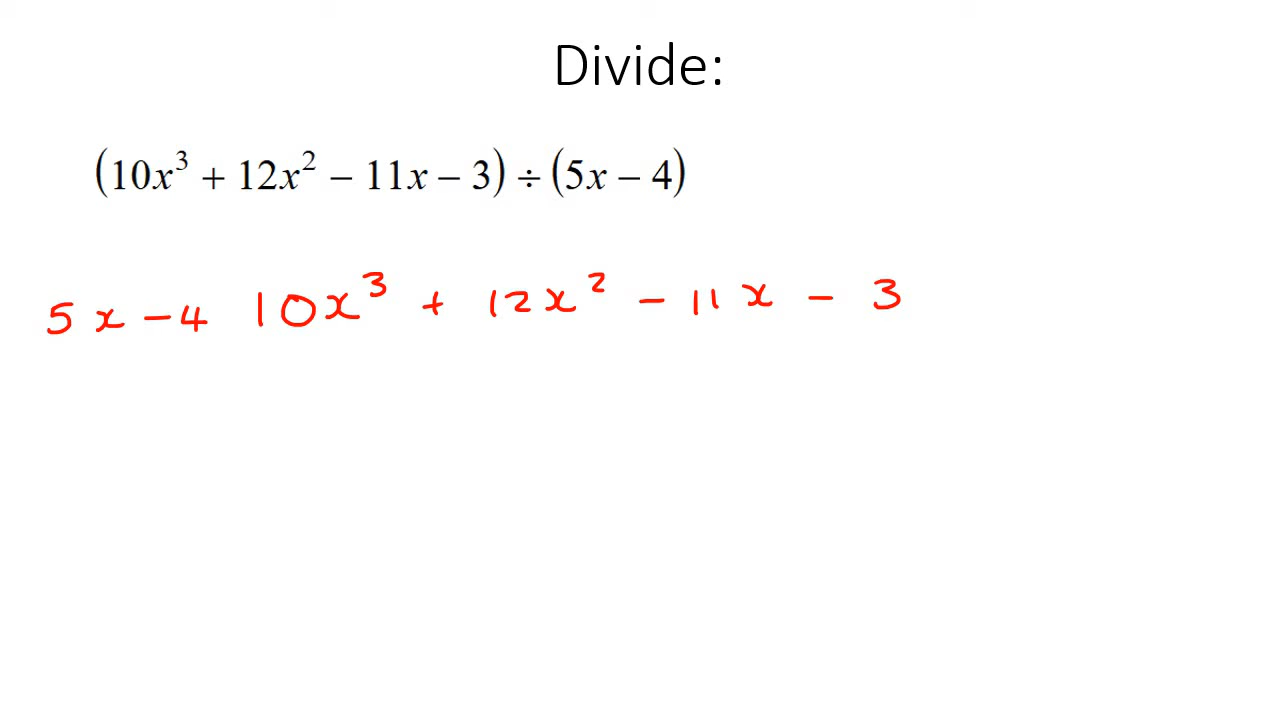 Divide:
(10x³ + 12x² − 11x − 3) ÷ (5x − 4)
5x − 4 10x³ + 12x² − 11x − 3